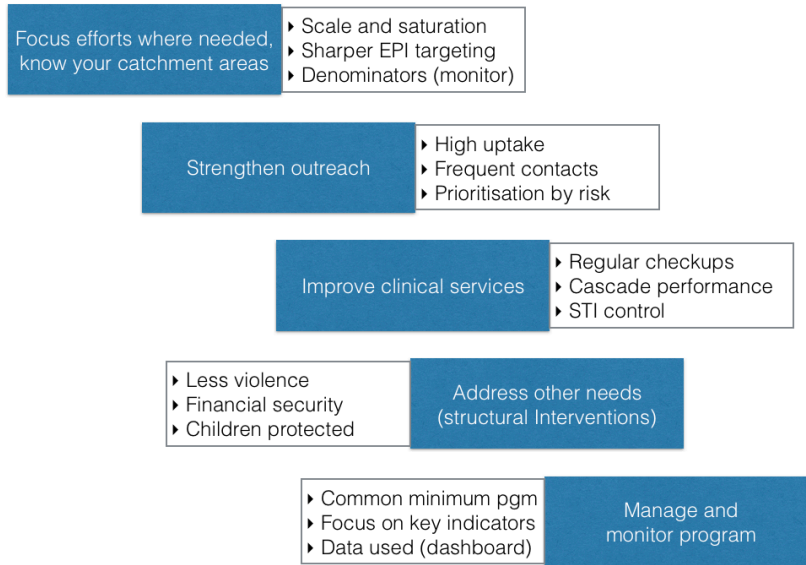 Focus efforts where needed,
know your catchment areas
‣ Scale and saturation
‣ Sharper EPI targeting
‣ Denominators (monitor)
Strengthen outreach
‣ High uptake
‣ Frequent contacts
‣ Prioritisation by risk
Improve clinical services
‣ Regular checkups
‣ Cascade performance
‣ STI control
‣ Less violence
‣ Financial security
‣ Children protected
Address other needs
(structural Interventions)
‣ Common minimum pgm
‣ Focus on key indicators
‣ Data used (dashboard)
Manage and
monitor program